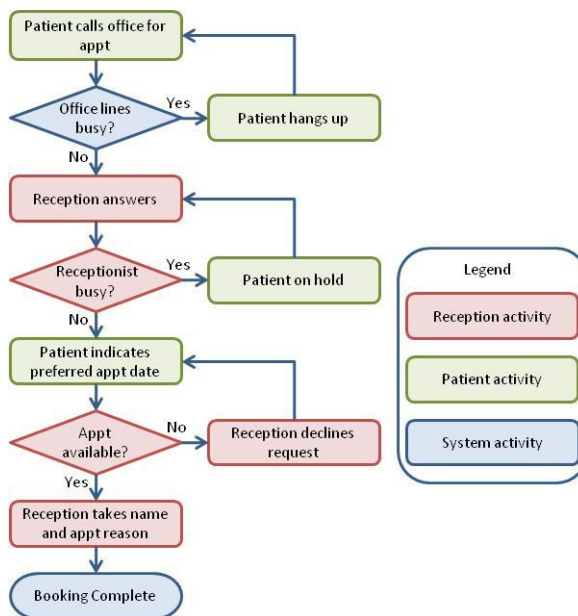 Patient calls office for
appt
Office lines
busy?
Yes
Patient hangs up
No
Reception answers
Receptionist
busy?
Yes
Patient on hold
No
Patient indicates
preferred appt date
Appt
available?
No
Reception declines
request
Yes
Reception takes name
and appt reason
Booking Complete
Legend
Reception activity
Patient activity
System activity